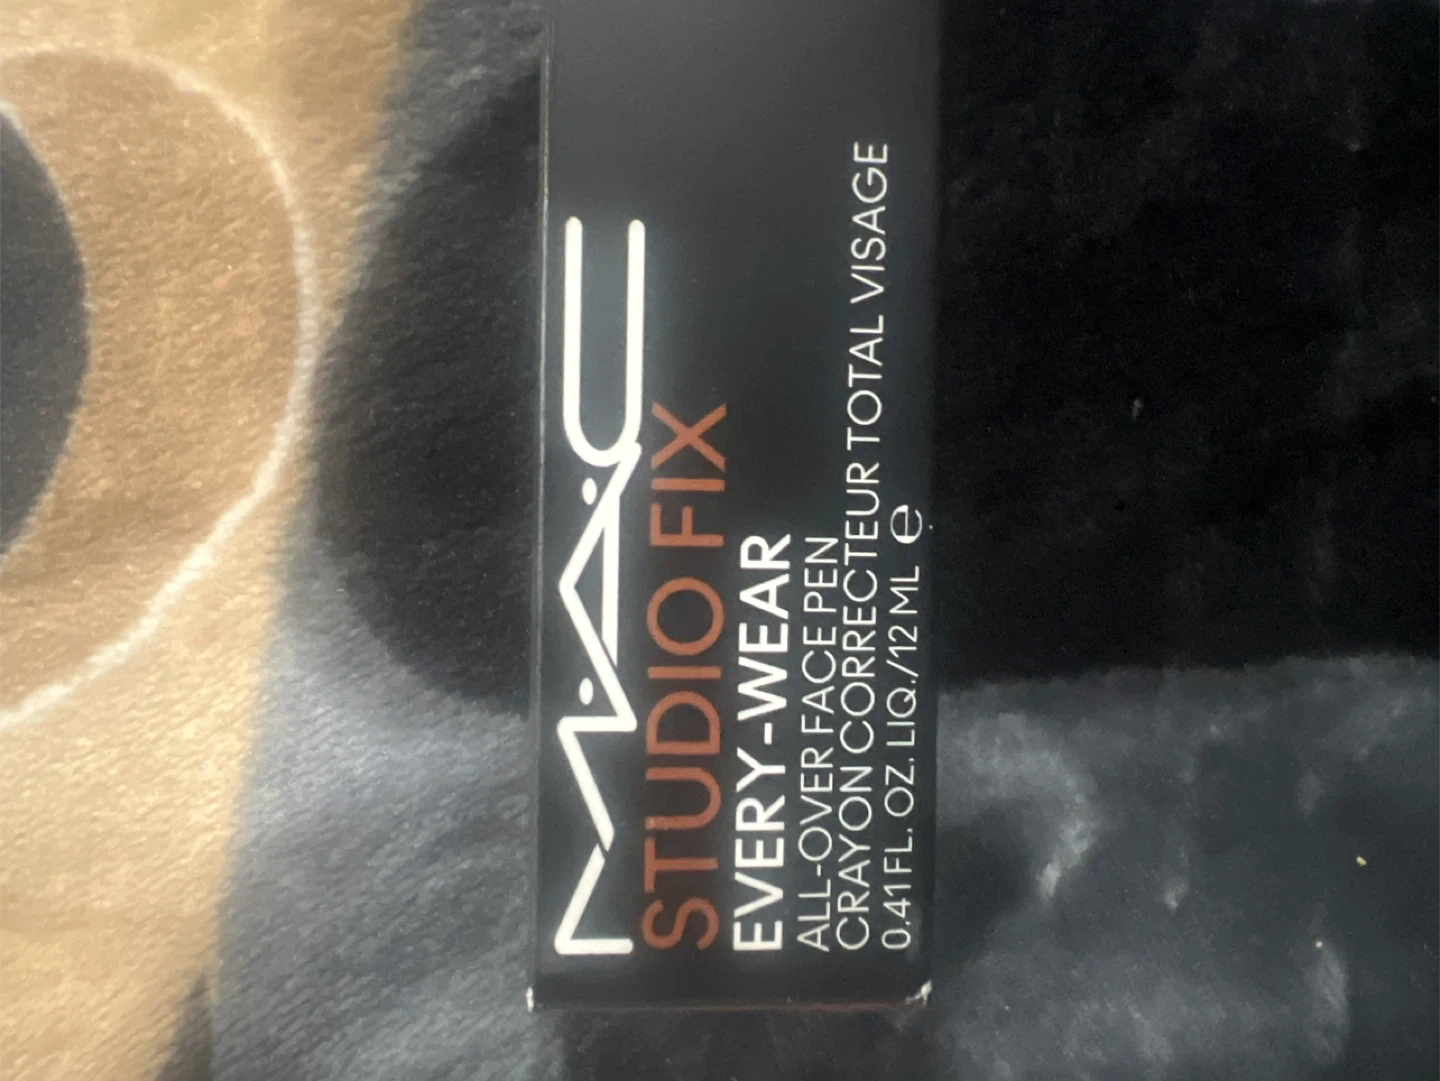 MAC
STUDIO FIX
EVERY-WEAR
ALL-OVER FACE PEN
CRAYON CORRECTEUR TOTAL VISAGE
0.41 FL. OZ. LIQ./12 ML ℮